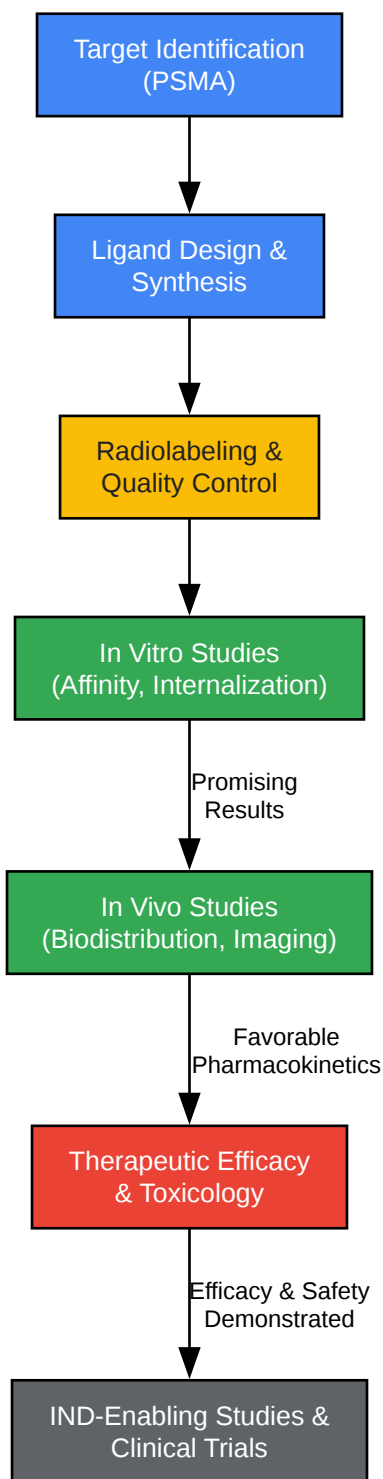 Target Identification
(PSMA)
Ligand Design &
Synthesis
Radiolabeling &
Quality Control
In Vitro Studies
(Affinity, Internalization)
Promising
Results
In Vivo Studies
(Biodistribution, Imaging)
Favorable
Pharmacokinetics
Therapeutic Efficacy
& Toxicology
Efficacy & Safety
Demonstrated
IND-Enabling Studies &
Clinical Trials